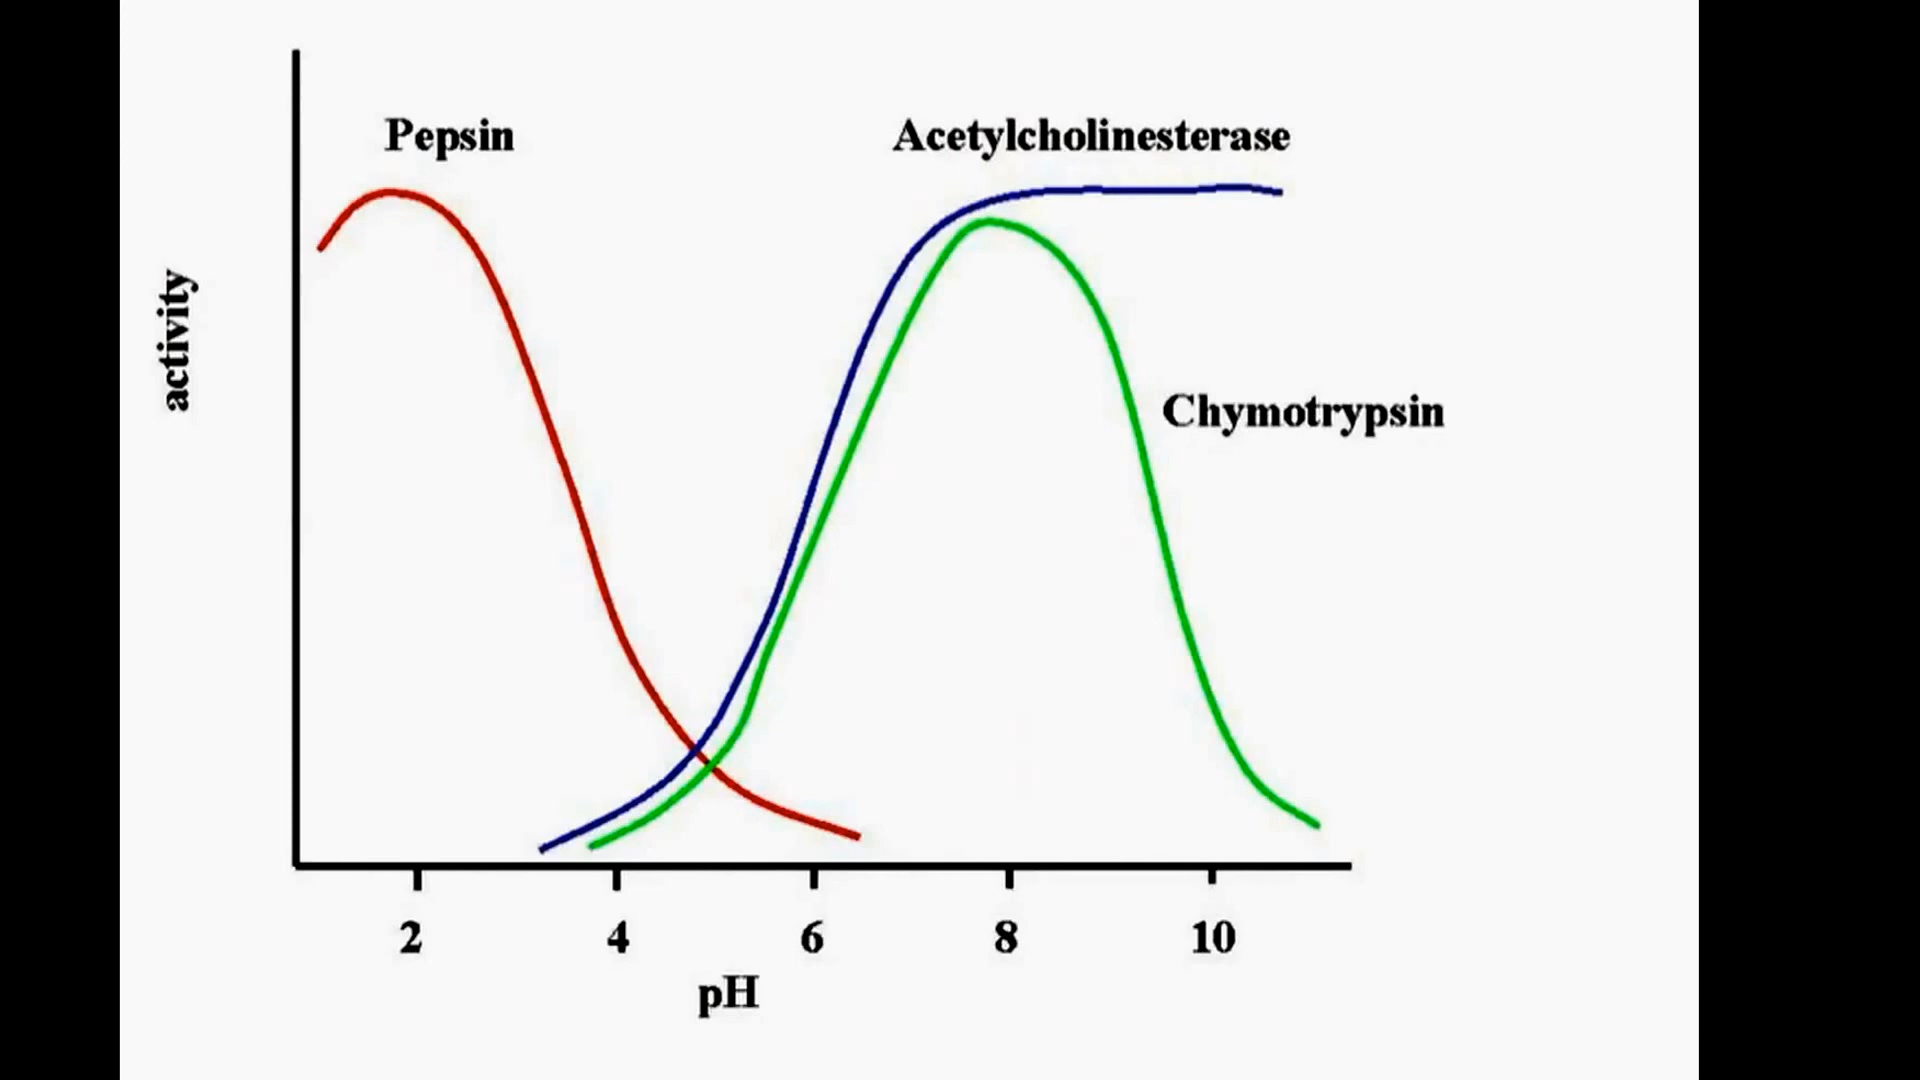 Pepsin
Acetylcholinesterase
activity
Chymotrypsin
2 4 6 8 10
pH